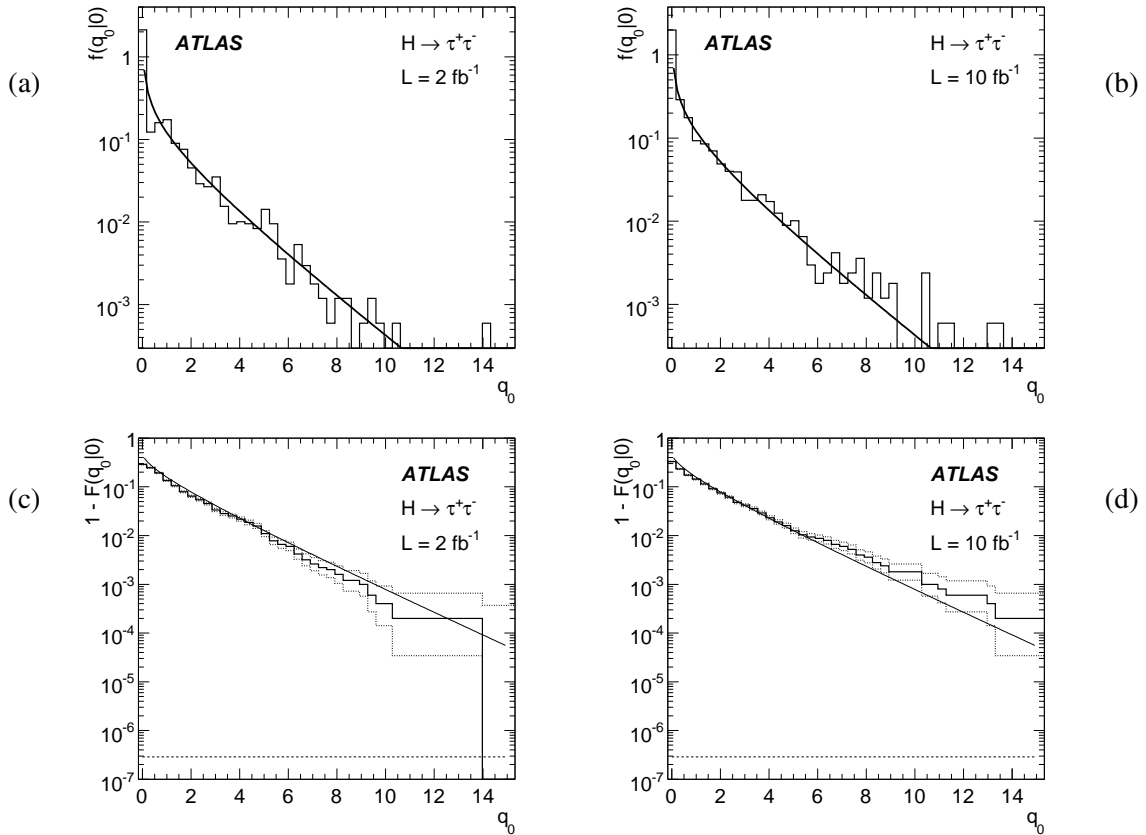 (a)
f(q₀|0)
ATLAS
H → τ⁺τ⁻
L = 2 fb⁻¹
1
10⁻¹
10⁻²
10⁻³
0 2 4 6 8 10 12 14
q₀
(b)
f(q₀|0)
ATLAS
H → τ⁺τ⁻
L = 10 fb⁻¹
1
10⁻¹
10⁻²
10⁻³
0 2 4 6 8 10 12 14
q₀
(c)
1 - F(q₀|0)
ATLAS
H → τ⁺τ⁻
L = 2 fb⁻¹
1
10⁻¹
10⁻²
10⁻³
10⁻⁴
10⁻⁵
10⁻⁶
10⁻⁷
0 2 4 6 8 10 12 14
q₀
(d)
1 - F(q₀|0)
ATLAS
H → τ⁺τ⁻
L = 10 fb⁻¹
1
10⁻¹
10⁻²
10⁻³
10⁻⁴
10⁻⁵
10⁻⁶
10⁻⁷
0 2 4 6 8 10 12 14
q₀